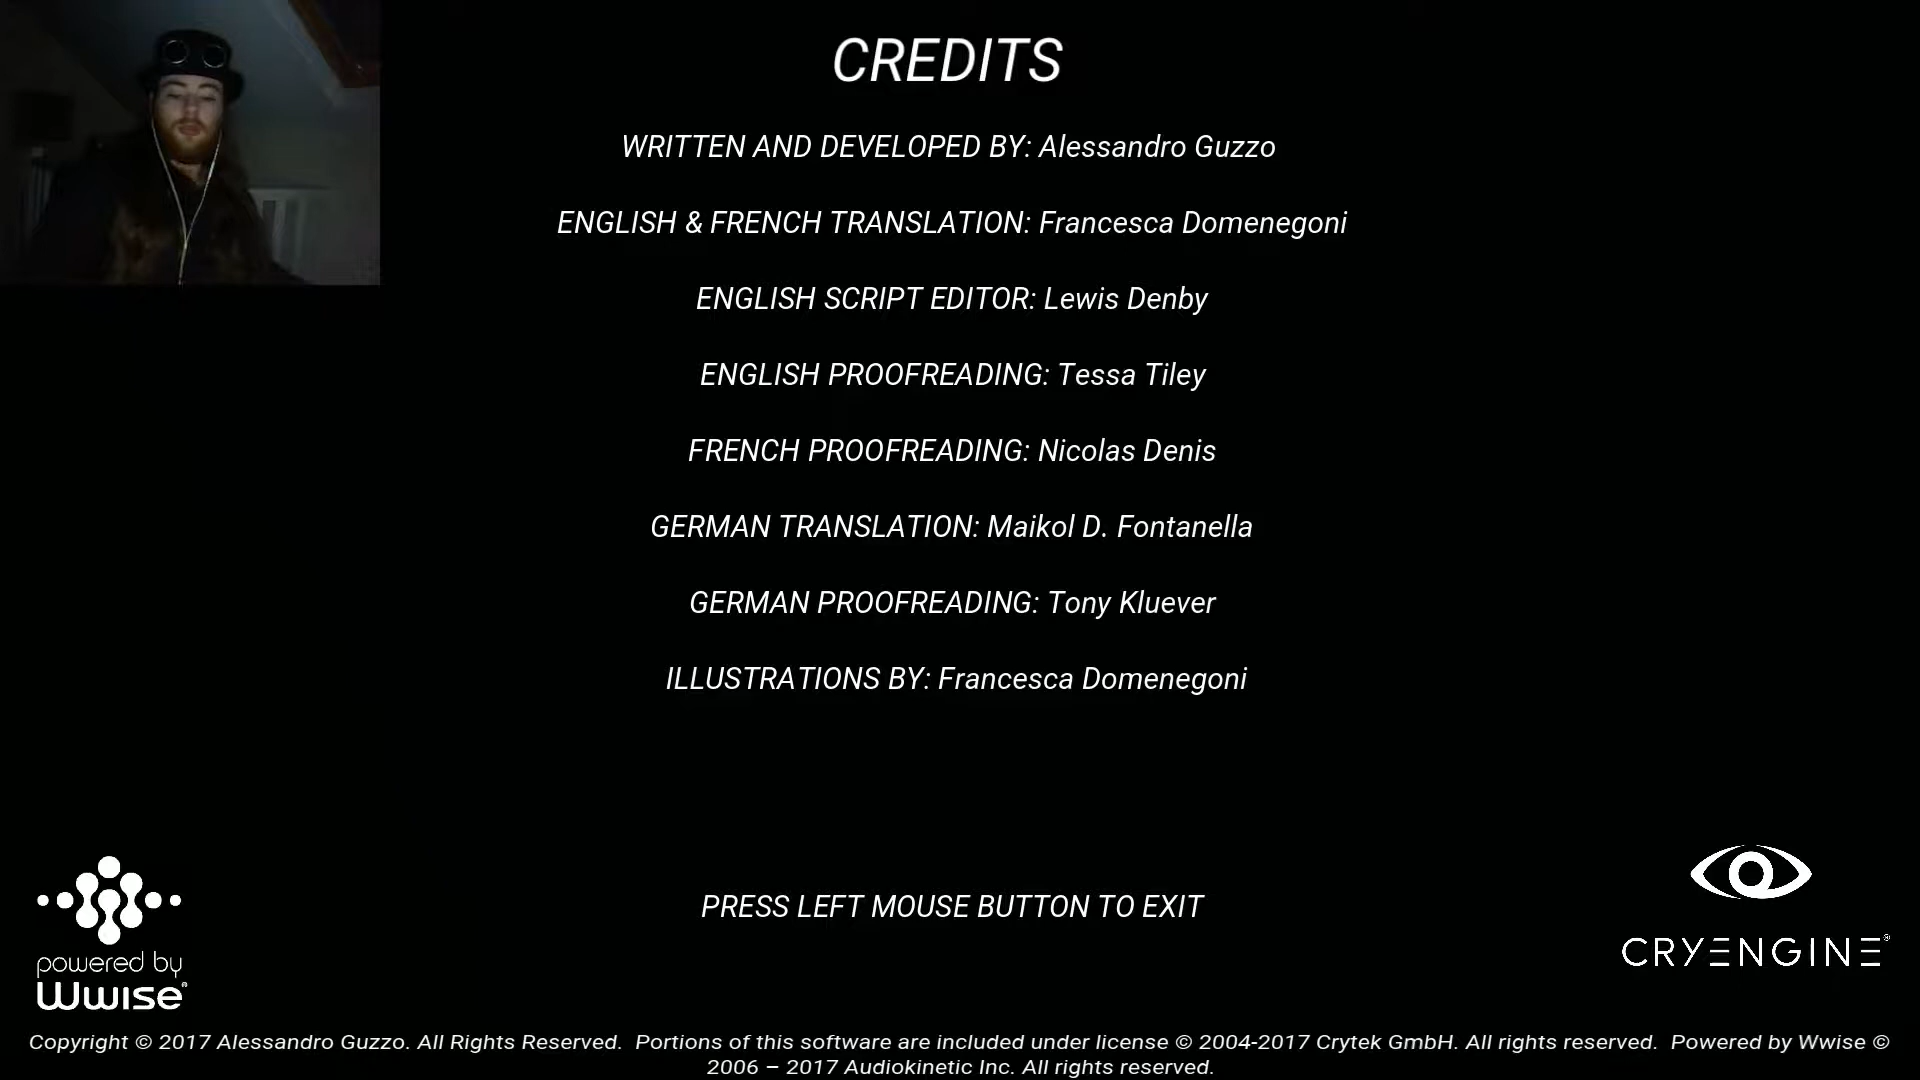 CREDITS
WRITTEN AND DEVELOPED BY: Alessandro Guzzo
ENGLISH & FRENCH TRANSLATION: Francesca Domenegoni
ENGLISH SCRIPT EDITOR: Lewis Denby
ENGLISH PROOFREADING: Tessa Tiley
FRENCH PROOFREADING: Nicolas Denis
GERMAN TRANSLATION: Maikol D. Fontanella
GERMAN PROOFREADING: Tony Kluever
ILLUSTRATIONS BY: Francesca Domenegoni
PRESS LEFT MOUSE BUTTON TO EXIT
powered by
Wwise®
CRYENGINE®
Copyright © 2017 Alessandro Guzzo. All Rights Reserved.  Portions of this software are included under license © 2004-2017 Crytek GmbH. All rights reserved.  Powered by Wwise ©
2006 – 2017 Audiokinetic Inc. All rights reserved.